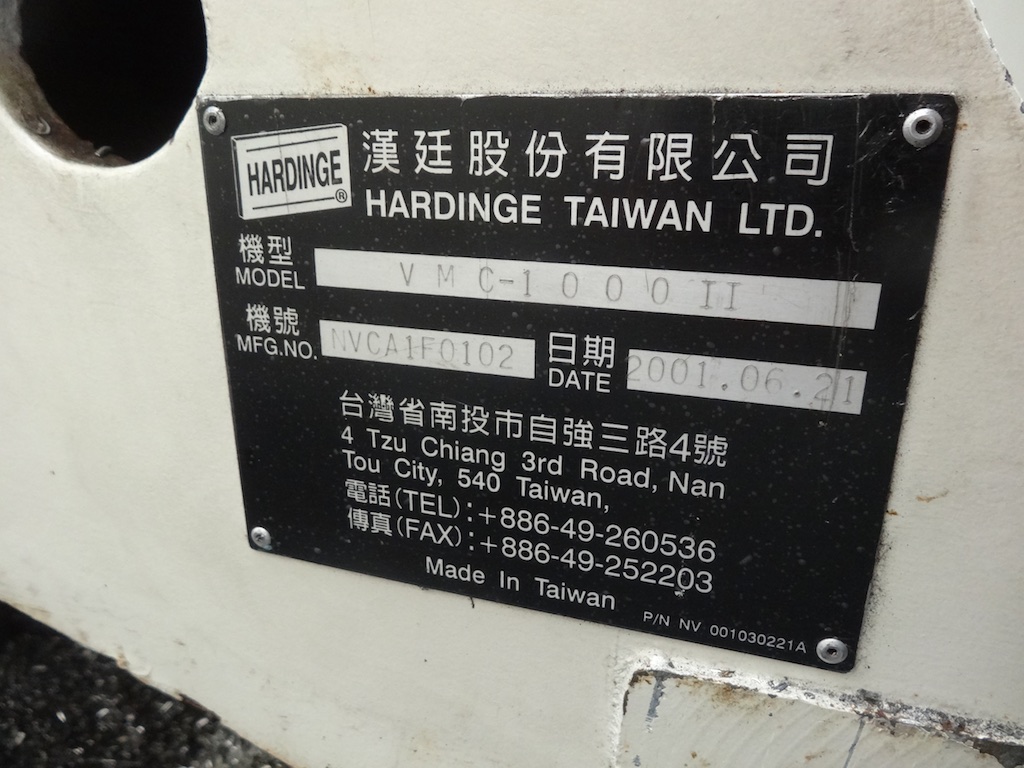 HARDINGE®
漢廷股份有限公司
HARDINGE TAIWAN LTD.
機型
MODEL VMC-1000II
機號
MFG.NO. NVCA1F0102
日期
DATE 2001.06.21
台灣省南投市自強三路4號
4 Tzu Chiang 3rd Road, Nan
Tou City, 540 Taiwan,
電話(TEL):+886-49-260536
傳真(FAX):+886-49-252203
Made In Taiwan
P/N NV 001030221A